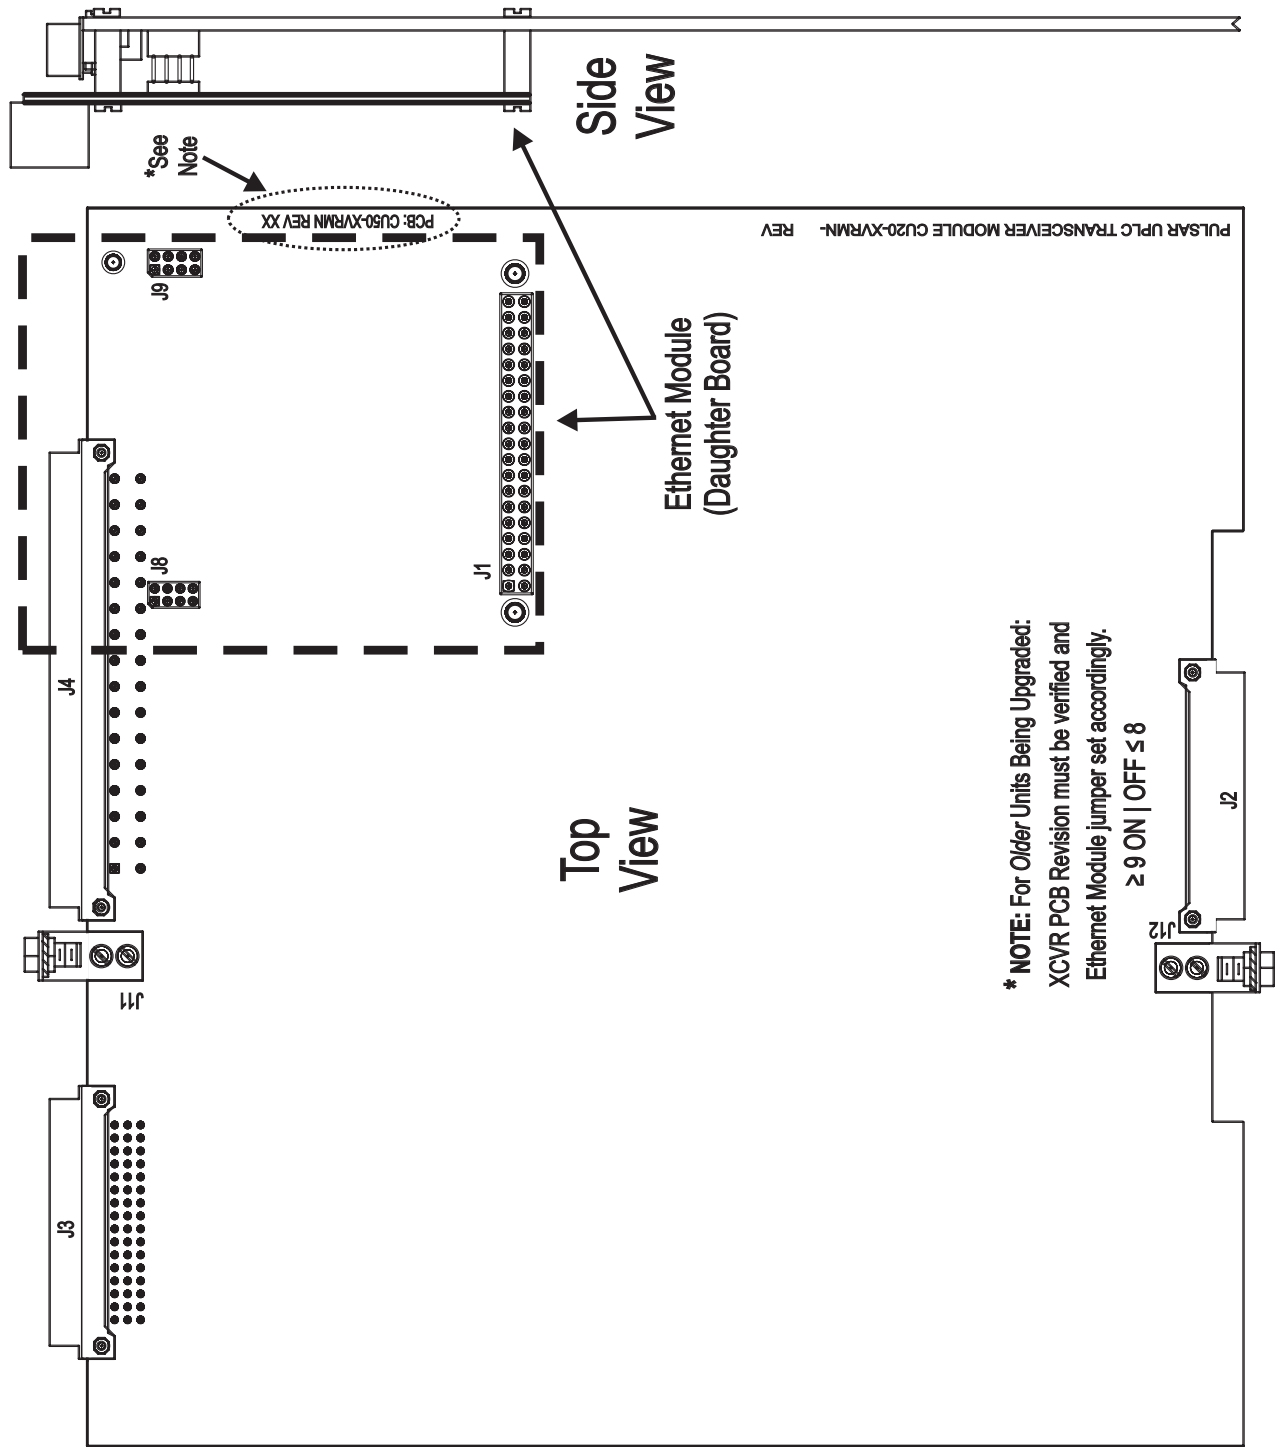 Side
View
*See
Note
PCB: CU50-XVRMN REV XX
PULSAR UPLC TRANSCEIVER MODULE CU20-XVRMN- REV
J9
J8
J1
Ethernet Module
(Daughter Board)
J4
J11
J3
Top
View
* NOTE: For Older Units Being Upgraded:
XCVR PCB Revision must be verified and
Ethernet Module jumper set accordingly.
≥ 9 ON | OFF ≤ 8
J2
J12